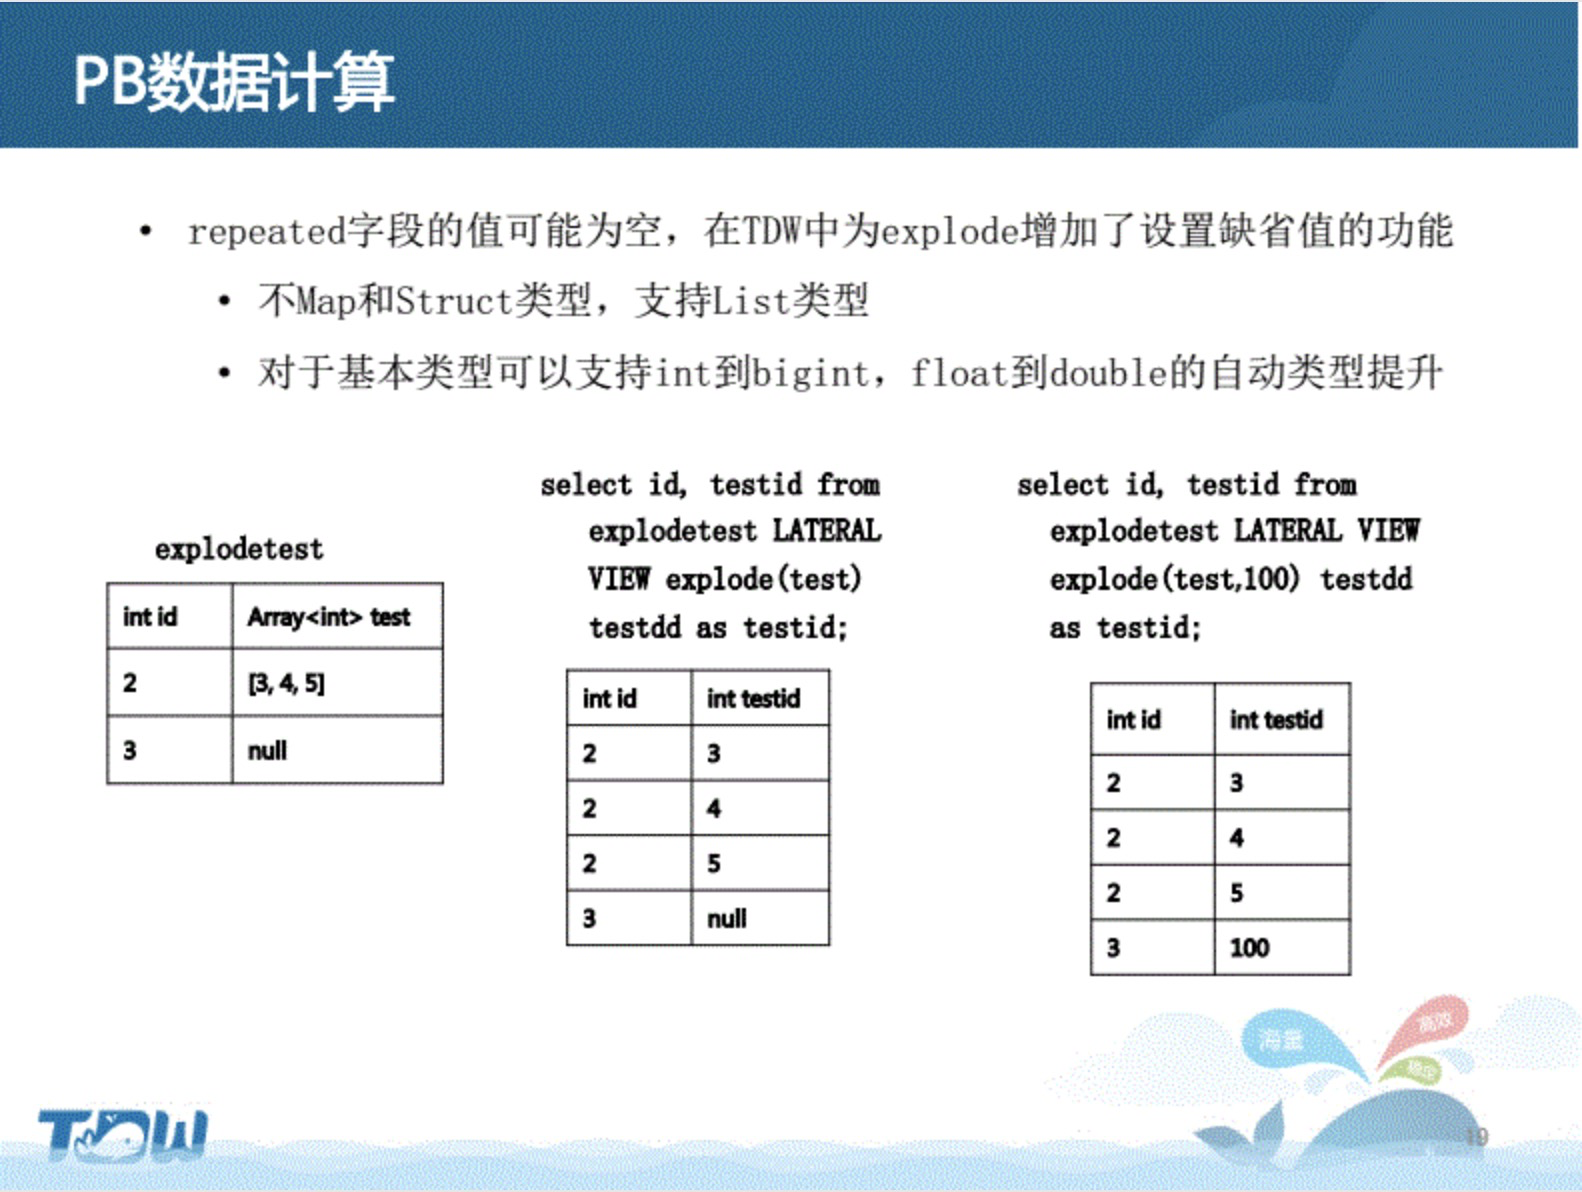 PB数据计算
• repeated字段的值可能为空，在TDW中为explode增加了设置缺省值的功能
• 不Map和Struct类型，支持List类型
• 对于基本类型可以支持int到bigint，float到double的自动类型提升
explodetest
int id Array<int> test
2 [3, 4, 5]
3 null
select id, testid from
explodetest LATERAL
VIEW explode(test)
testdd as testid;
int id int testid
2 3
2 4
2 5
3 null
select id, testid from
explodetest LATERAL VIEW
explode(test,100) testdd
as testid;
int id int testid
2 3
2 4
2 5
3 100
海量
高效
稳定
TDW
19